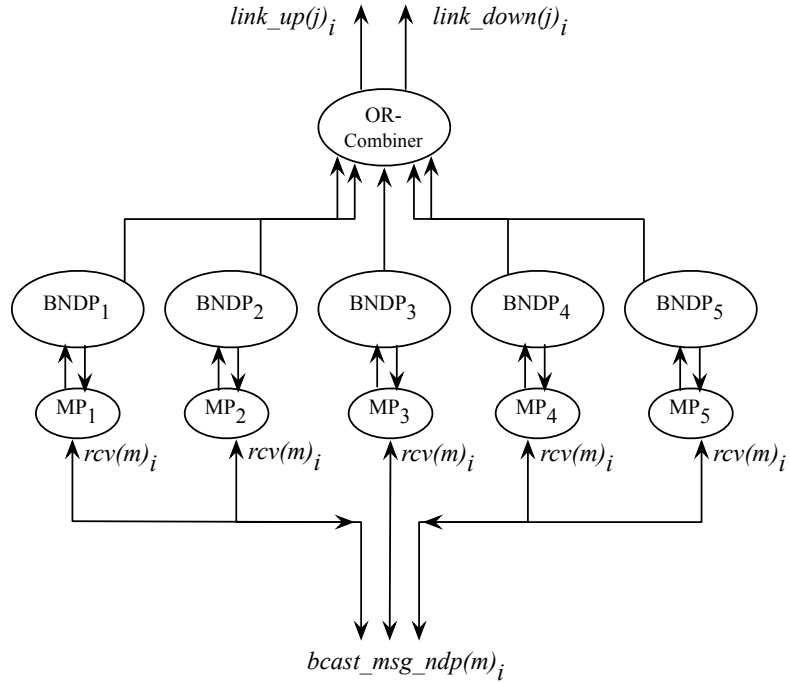 link_up(j)i link_down(j)i
OR-
Combiner
BNDP1 BNDP2 BNDP3 BNDP4 BNDP5
MP1 MP2 MP3 MP4 MP5
rcv(m)i rcv(m)i rcv(m)i rcv(m)i rcv(m)i
bcast_msg_ndp(m)i